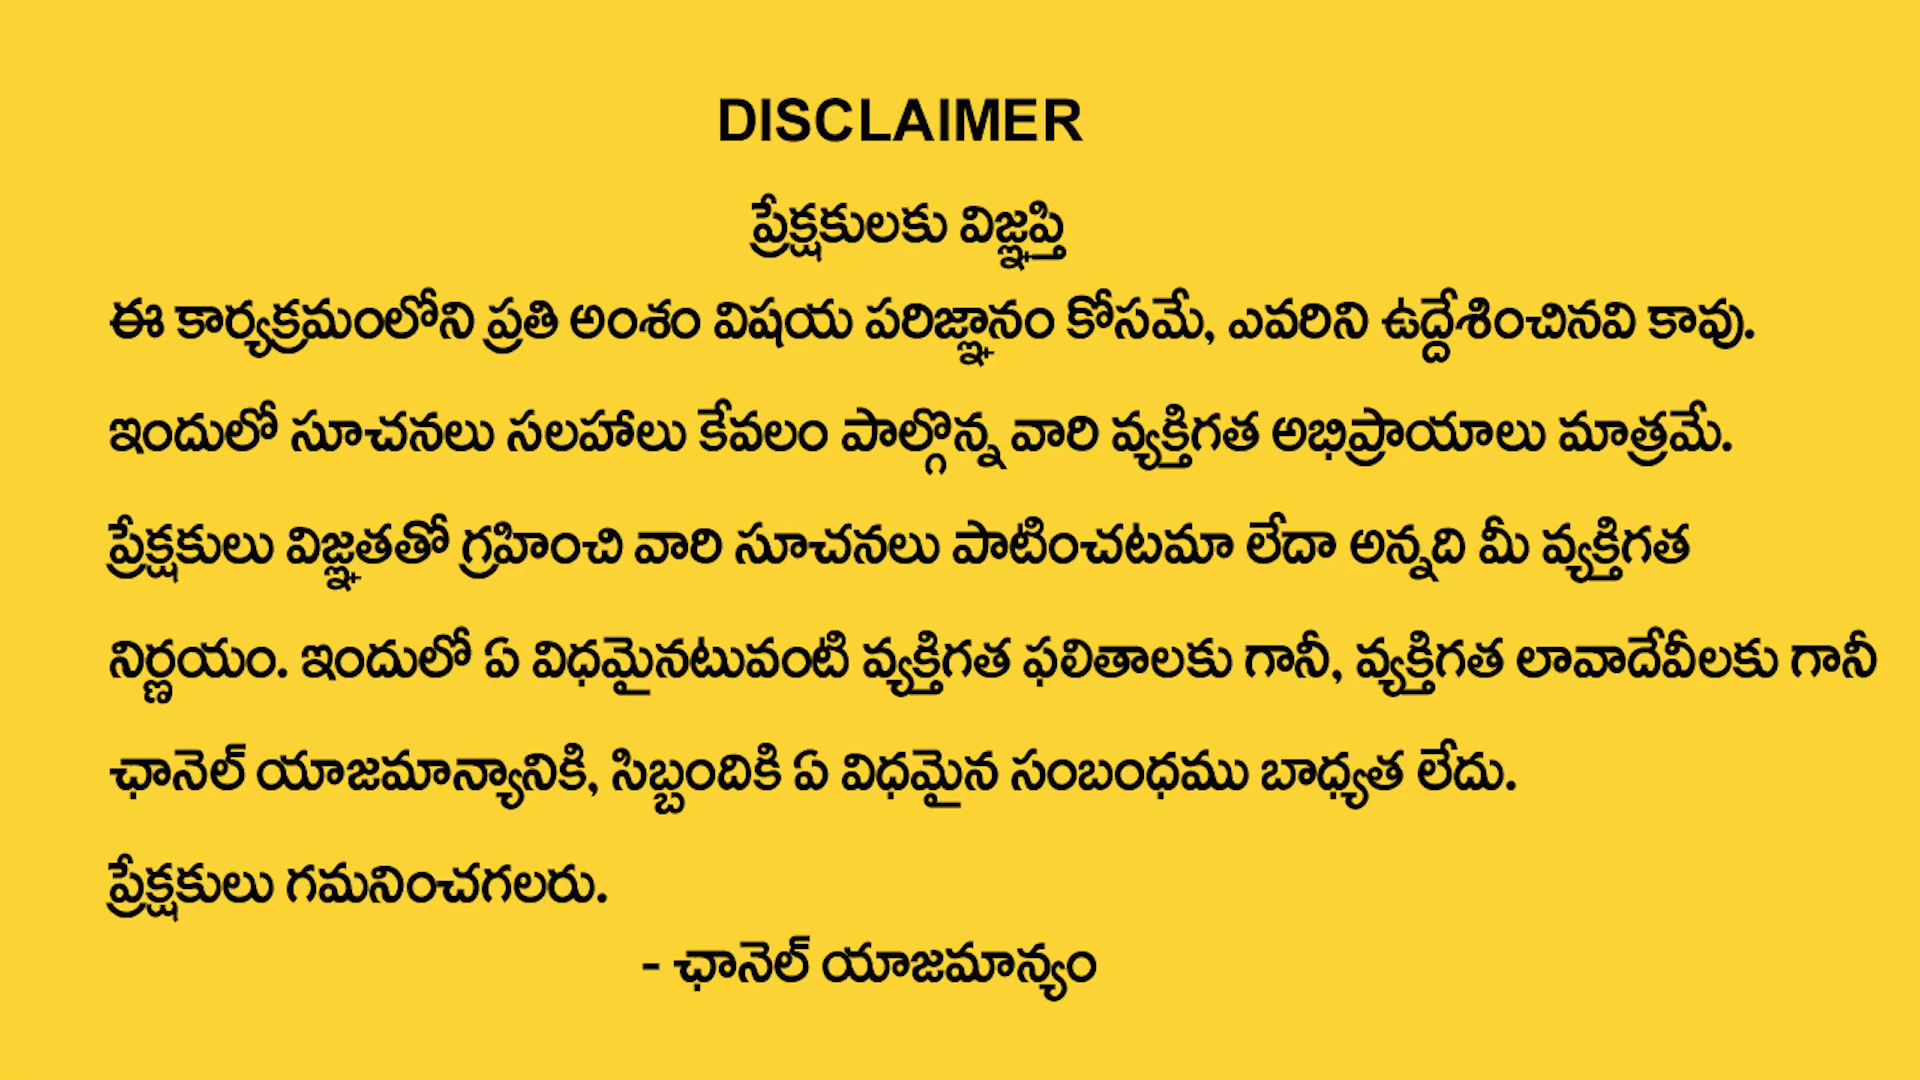 DISCLAIMER
ప్రేక్షకులకు విజ్ఞప్తి
ఈ కార్యక్రమంలోని ప్రతి అంశం విషయ పరిజ్ఞానం కోసమే, ఎవరిని ఉద్దేశించినవి కావు.
ఇందులో సూచనలు సలహాలు కేవలం పాల్గొన్న వారి వ్యక్తిగత అభిప్రాయాలు మాత్రమే.
ప్రేక్షకులు విజ్ఞతతో గ్రహించి వారి సూచనలు పాటించటమా లేదా అన్నది మీ వ్యక్తిగత
నిర్ణయం. ఇందులో ఏ విధమైనటువంటి వ్యక్తిగత ఫలితాలకు గానీ, వ్యక్తిగత లావాదేవీలకు గానీ
ఛానెల్ యాజమాన్యానికి, సిబ్బందికి ఏ విధమైన సంబంధము బాధ్యత లేదు.
ప్రేక్షకులు గమనించగలరు.
- ఛానెల్ యాజమాన్యం